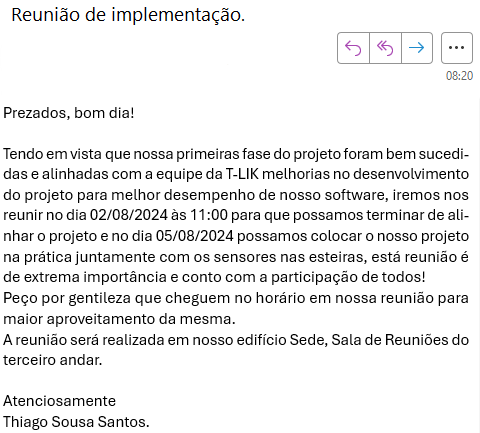 Reunião de implementação.
08:20
Prezados, bom dia!
Tendo em vista que nossa primeiras fase do projeto foram bem sucedi-
das e alinhadas com a equipe da T-LIK melhorias no desenvolvimento
do projeto para melhor desempenho de nosso software, iremos nos
reunir no dia 02/08/2024 às 11:00 para que possamos terminar de ali-
nhar o projeto e no dia 05/08/2024 possamos colocar o nosso projeto
na prática juntamente com os sensores nas esteiras, está reunião é
de extrema importância e conto com a participação de todos!
Peço por gentileza que cheguem no horário em nossa reunião para
maior aproveitamento da mesma.
A reunião será realizada em nosso edifício Sede, Sala de Reuniões do
terceiro andar.
Atenciosamente
Thiago Sousa Santos.